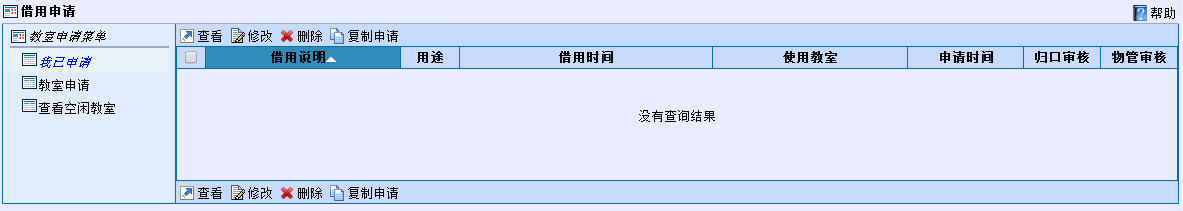 借用申请
帮助
教室申请菜单
我已申请
教室申请
查看空闲教室
查看 修改 删除 复制申请
借用说明 用途 借用时间 使用教室 申请时间 归口审核 物管审核
没有查询结果
查看 修改 删除 复制申请